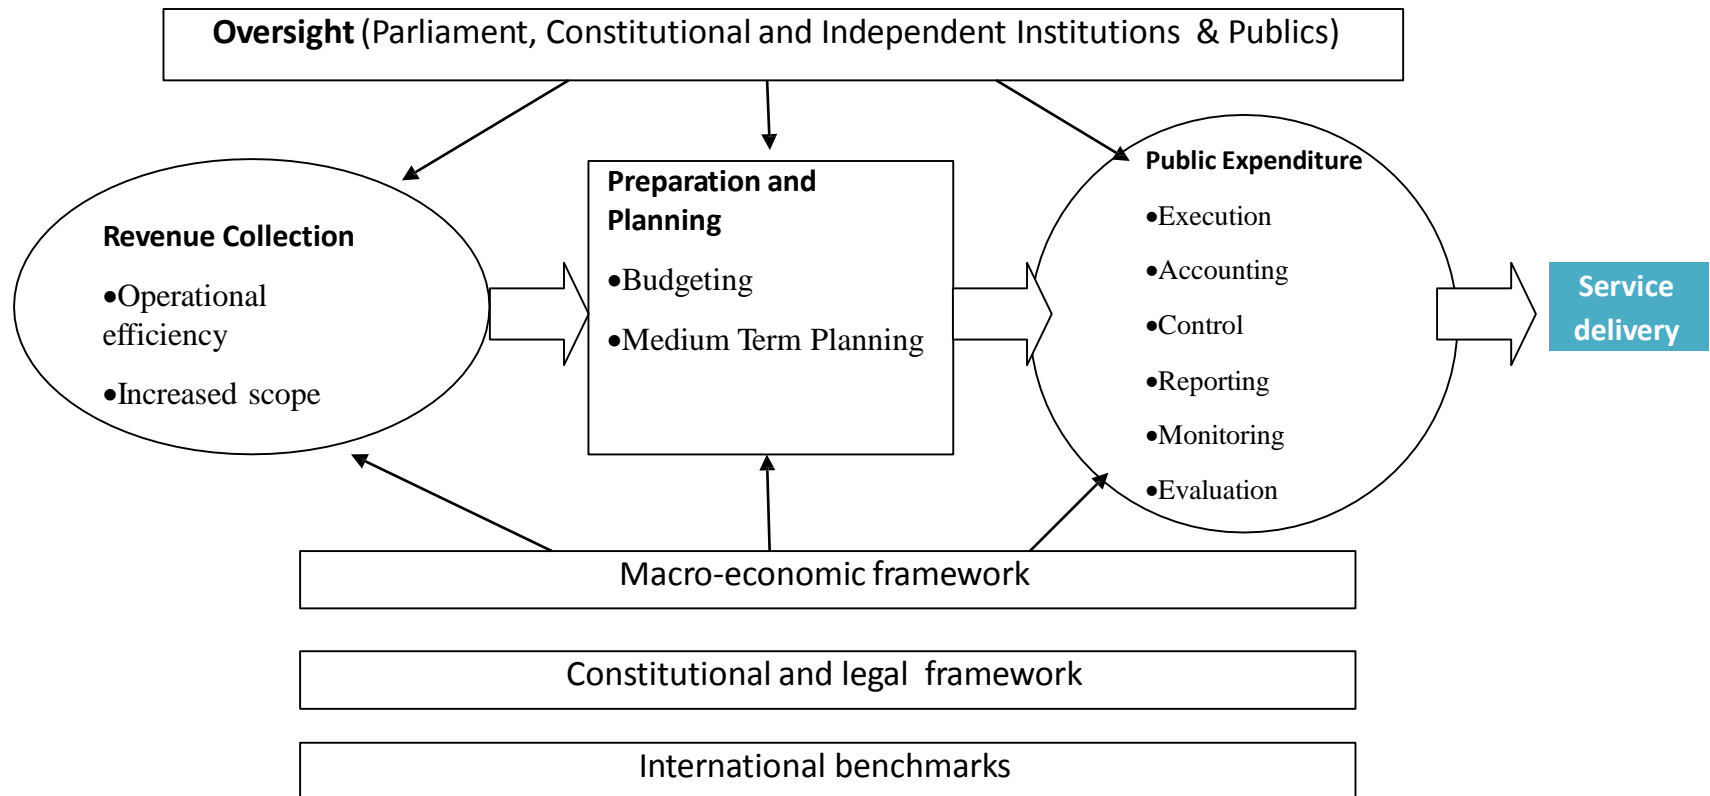 Oversight (Parliament, Constitutional and Independent Institutions & Publics)
Revenue Collection
•Operational
efficiency
•Increased scope
Preparation and
Planning
•Budgeting
•Medium Term Planning
Public Expenditure
•Execution
•Accounting
•Control
•Reporting
•Monitoring
•Evaluation
Service
delivery
Macro-economic framework
Constitutional and legal framework
International benchmarks